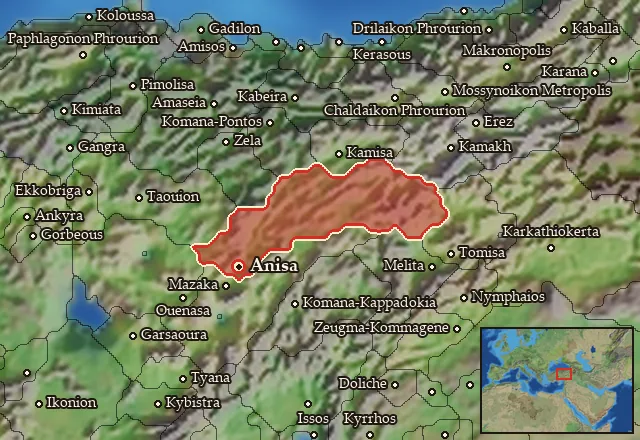 Koloussa
Gadilon
Drilaikon Phrourion
Kaballa
Paphlagonon Phrourion
Amisos
Kerasous
Makronopolis
Karana
Pimolisa
Mossynoikon Metropolis
Kabeira
Amaseia
Kimiata
Chaldaikon Phrourion
Komana-Pontos
Erez
Zela
Gangra
Kamisa
Kamakh
Ekkobriga
Taouion
Ankyra
Gorbeous
Karkathiokerta
Tomisa
Anisa
Melita
Mazaka
Nymphaios
Komana-Kappadokia
Ouenasa
Zeugma-Kommagene
Garsaoura
Tyana
Doliche
Ikonion
Kybistra
Issos
Kyrrhos